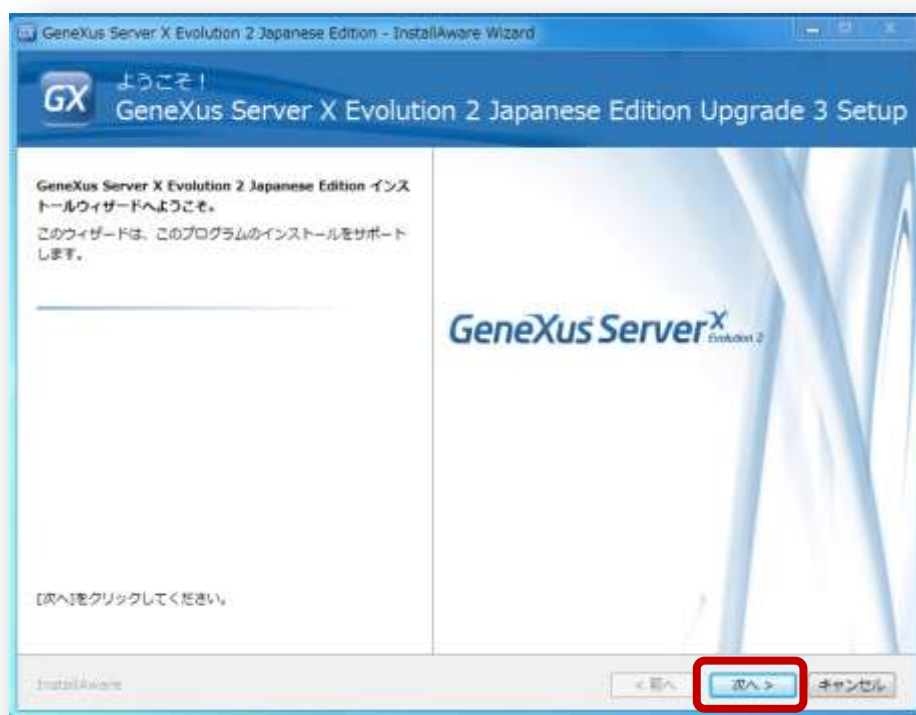 GeneXus Server X Evolution 2 Japanese Edition - InstallAware Wizard
GX
ようこそ!
GeneXus Server X Evolution 2 Japanese Edition Upgrade 3 Setup
GeneXus Server X Evolution 2 Japanese Edition インス
トールウィザードへようこそ。
このウィザードは、このプログラムのインストールをサポート
します。
GeneXus Server X
Evolution 2
[次へ]をクリックしてください。
InstallAware
< 前へ
次へ >
キャンセル